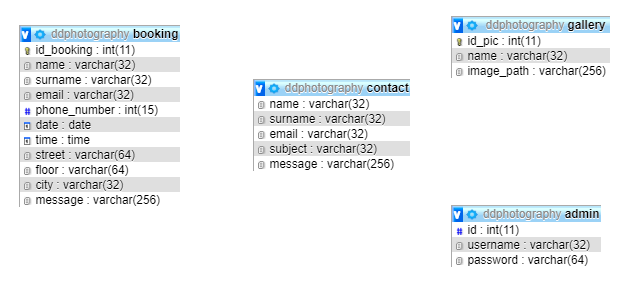 ddphotography booking
id_booking : int(11)
name : varchar(32)
surname : varchar(32)
email : varchar(32)
phone_number : int(15)
date : date
time : time
street : varchar(64)
floor : varchar(64)
city : varchar(32)
message : varchar(256)
ddphotography contact
name : varchar(32)
surname : varchar(32)
email : varchar(32)
subject : varchar(32)
message : varchar(256)
ddphotography gallery
id_pic : int(11)
name : varchar(32)
image_path : varchar(256)
ddphotography admin
id : int(11)
username : varchar(32)
password : varchar(64)